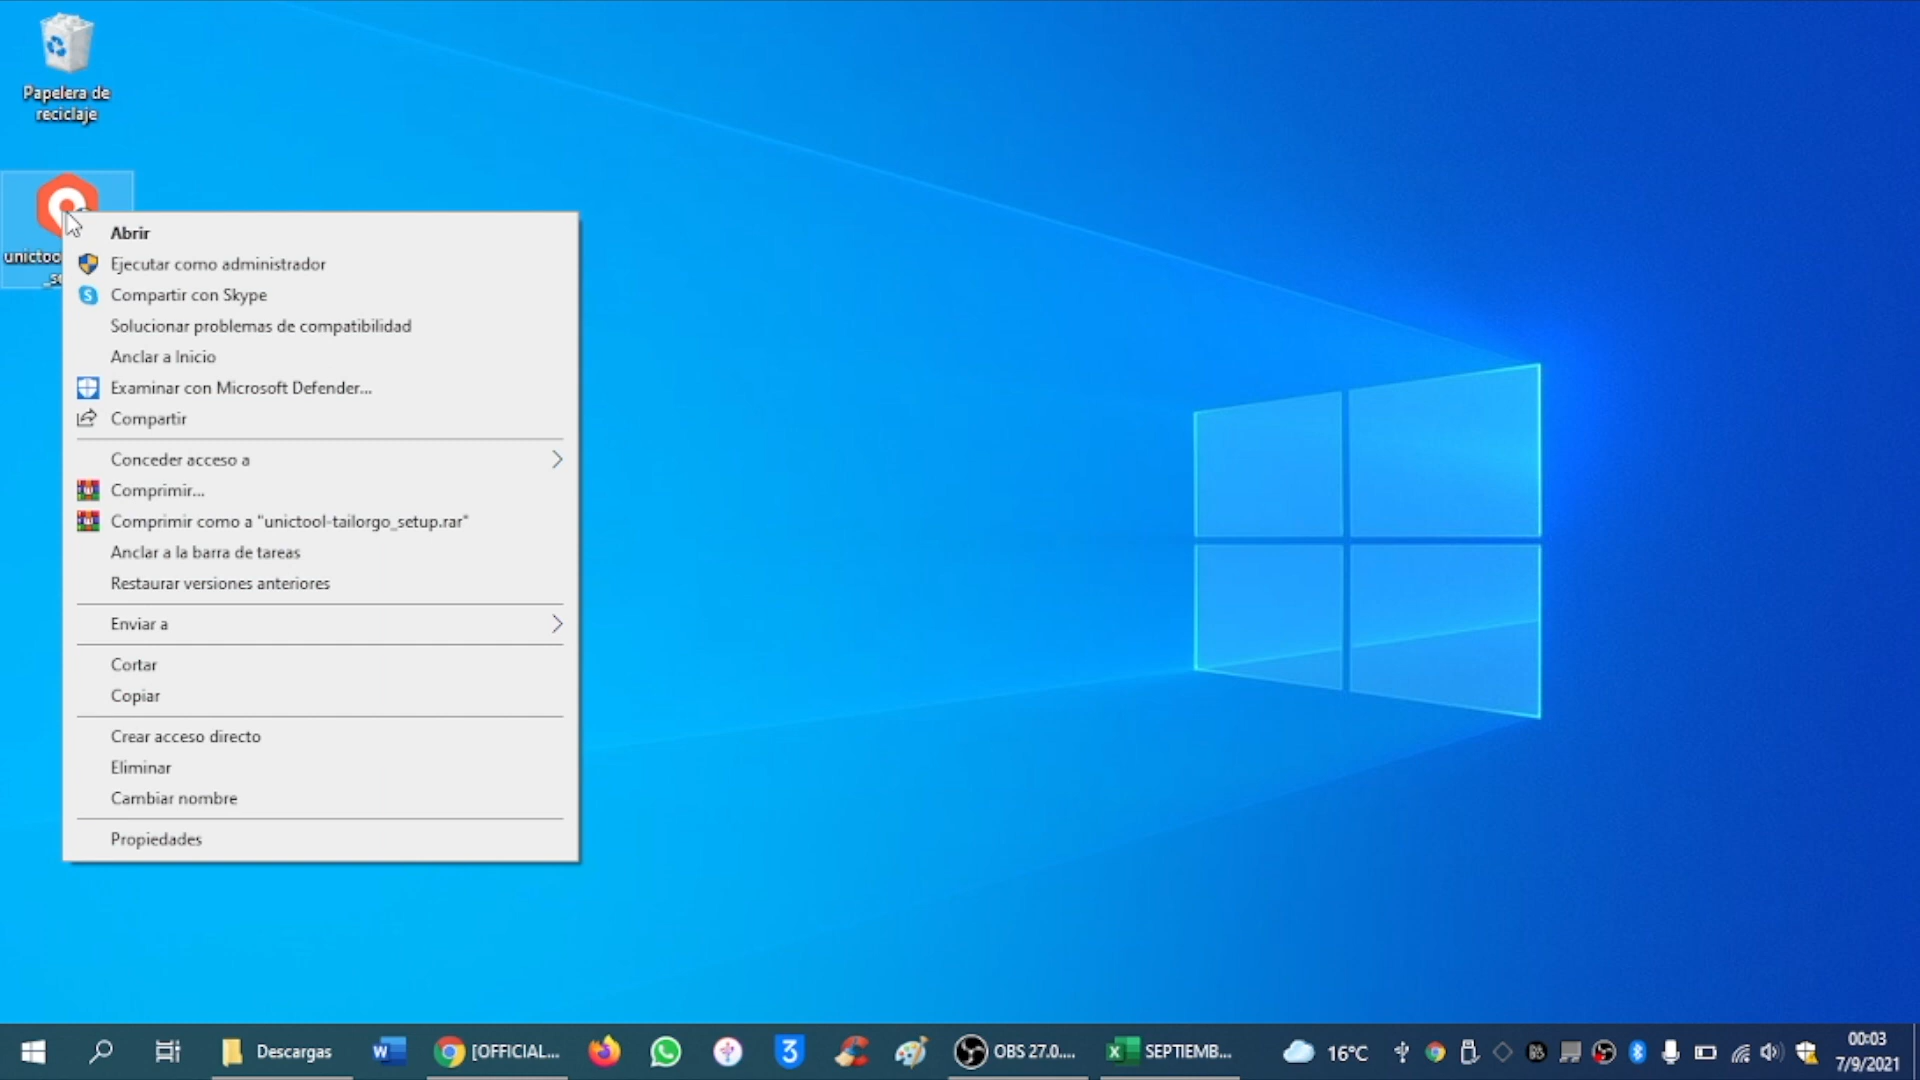 Papelera de
reciclaje
Abrir
Ejecutar como administrador
Compartir con Skype
Solucionar problemas de compatibilidad
Anclar a Inicio
Examinar con Microsoft Defender...
Compartir
Conceder acceso a
Comprimir...
Comprimir como a "unictool-tailorgo_setup.rar"
Anclar a la barra de tareas
Restaurar versiones anteriores
Enviar a
Cortar
Copiar
Crear acceso directo
Eliminar
Cambiar nombre
Propiedades
Descargas
[OFFICIAL...
OBS 27.0....
SEPTIEMB...
16°C
00:03
7/9/2021